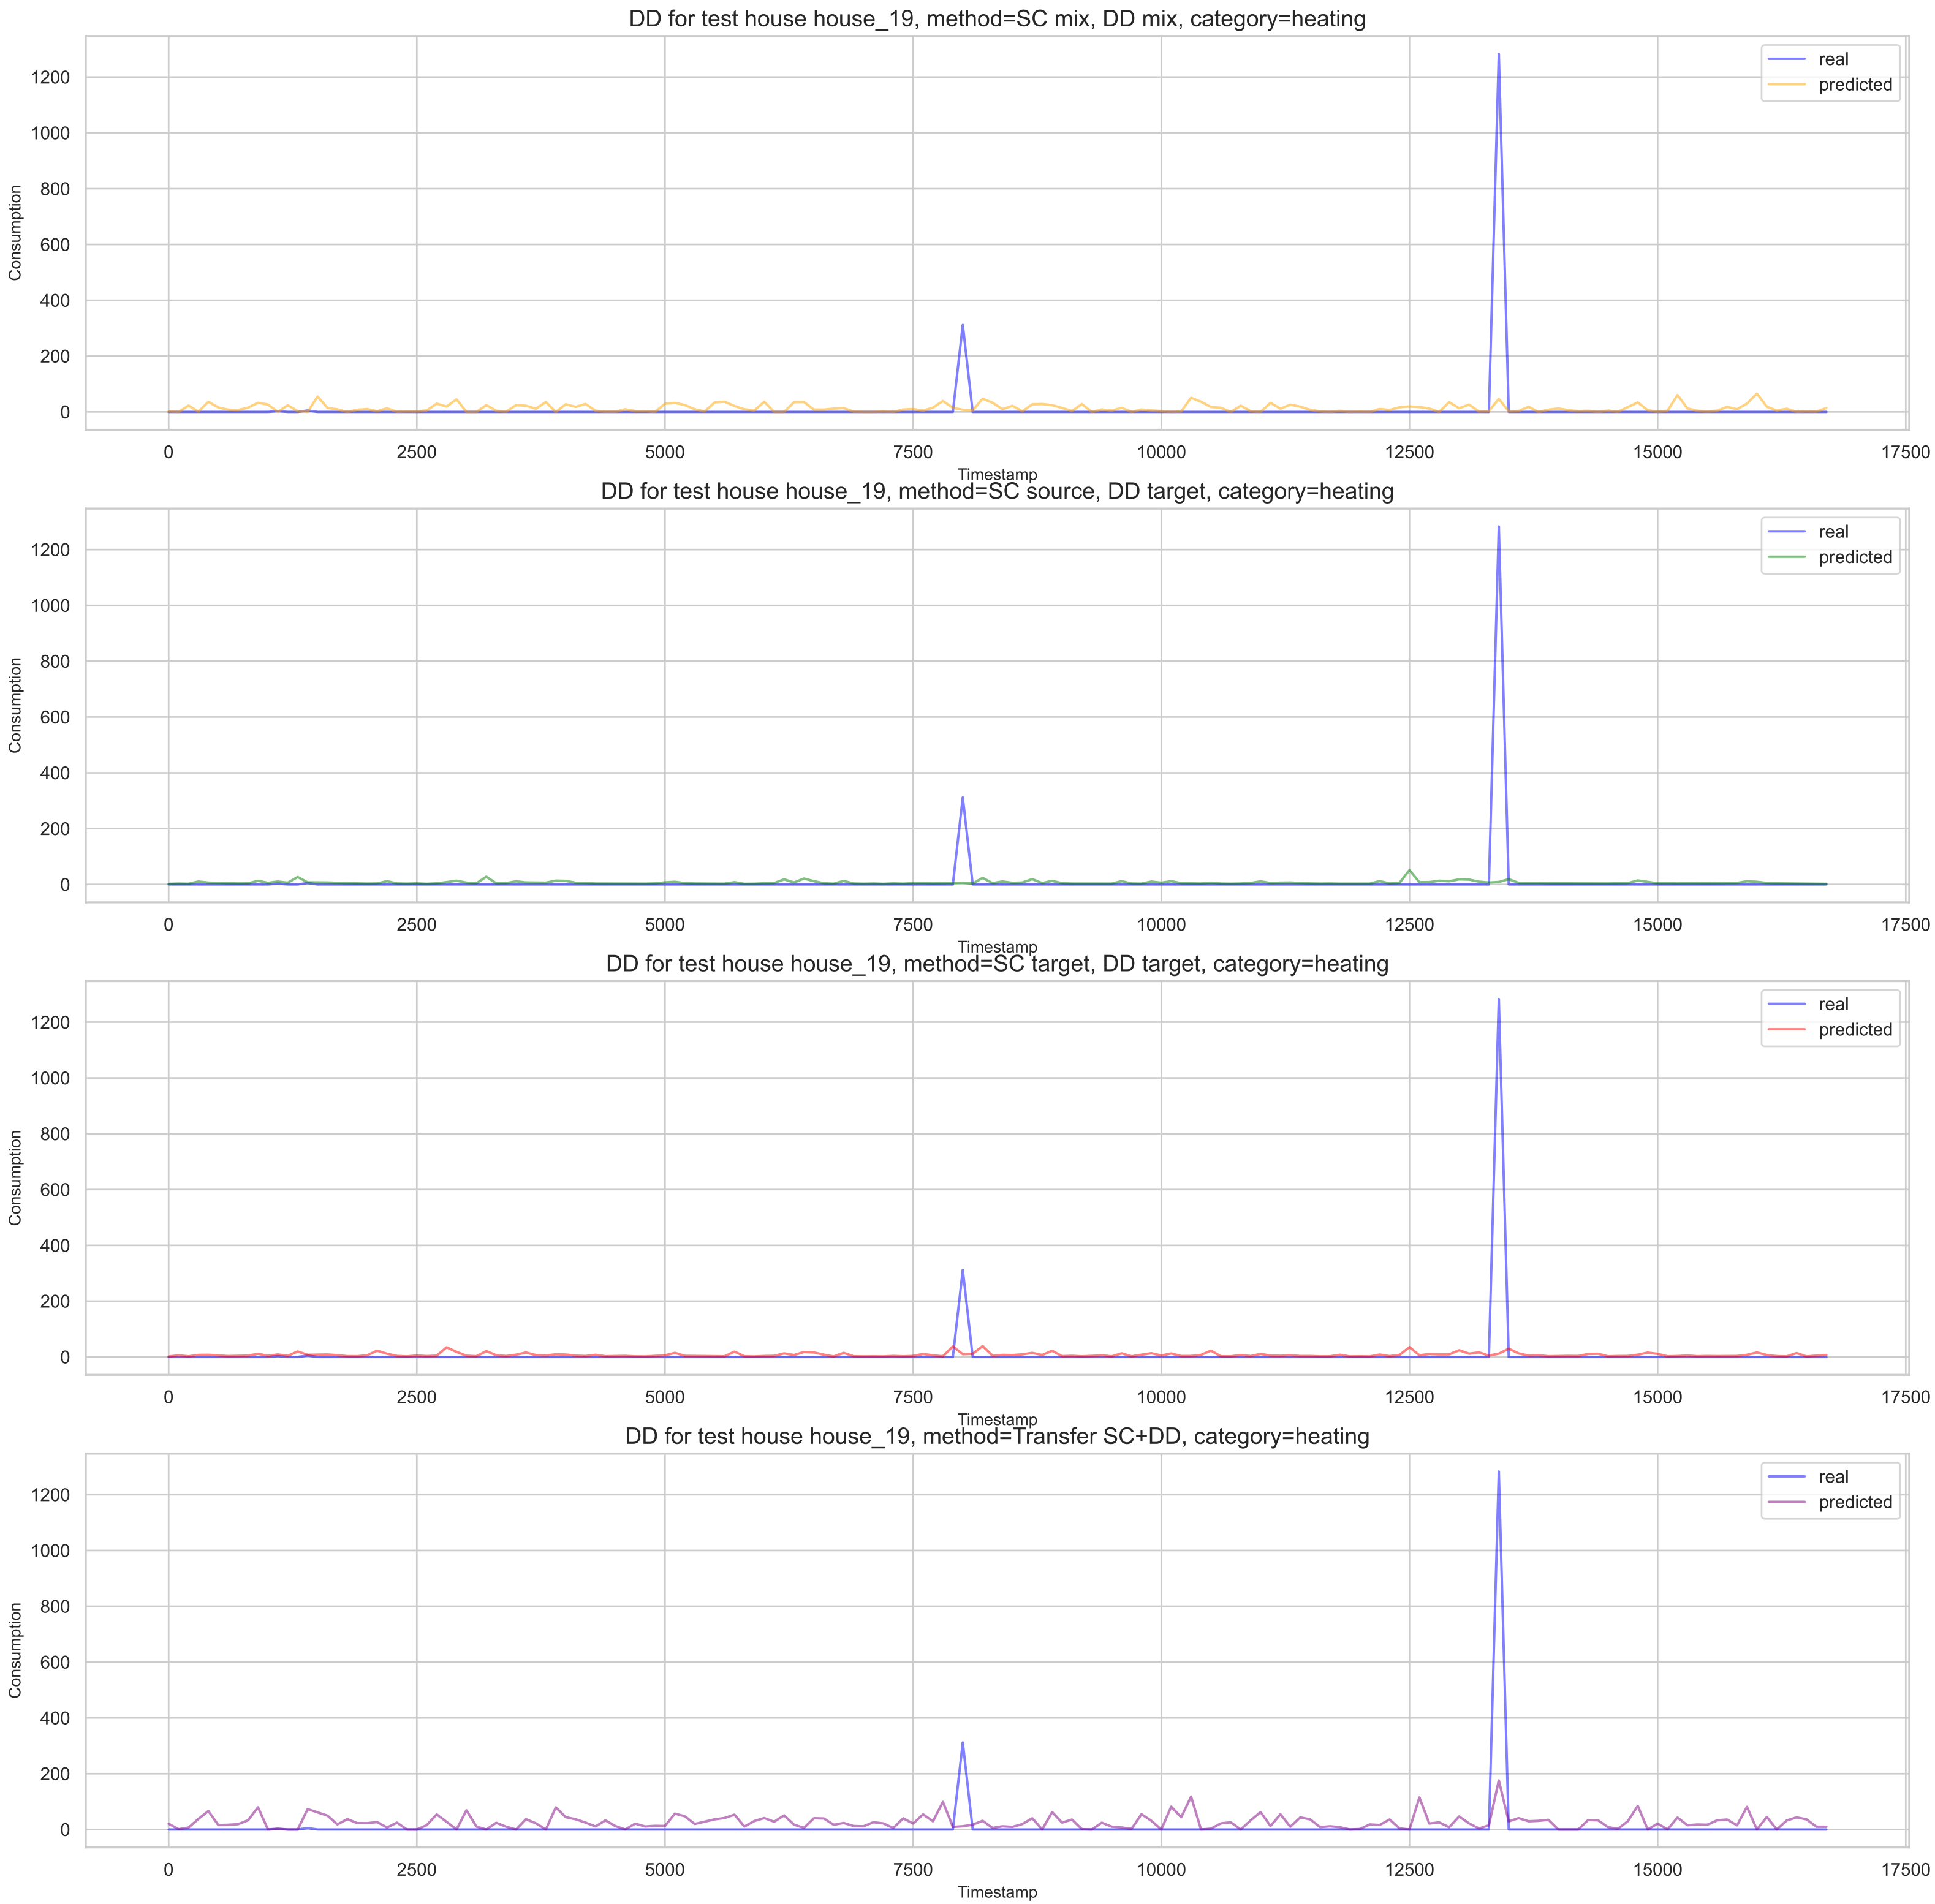 DD for test house house_19, method=SC mix, DD mix, category=heating
real
predicted
1200
1000
800
600
400
200
0
Consumption
0 2500 5000 7500 10000 12500 15000 17500
Timestamp
DD for test house house_19, method=SC source, DD target, category=heating
real
predicted
1200
1000
800
600
400
200
0
Consumption
0 2500 5000 7500 10000 12500 15000 17500
Timestamp
DD for test house house_19, method=SC target, DD target, category=heating
real
predicted
1200
1000
800
600
400
200
0
Consumption
0 2500 5000 7500 10000 12500 15000 17500
Timestamp
DD for test house house_19, method=Transfer SC+DD, category=heating
real
predicted
1200
1000
800
600
400
200
0
Consumption
0 2500 5000 7500 10000 12500 15000 17500
Timestamp